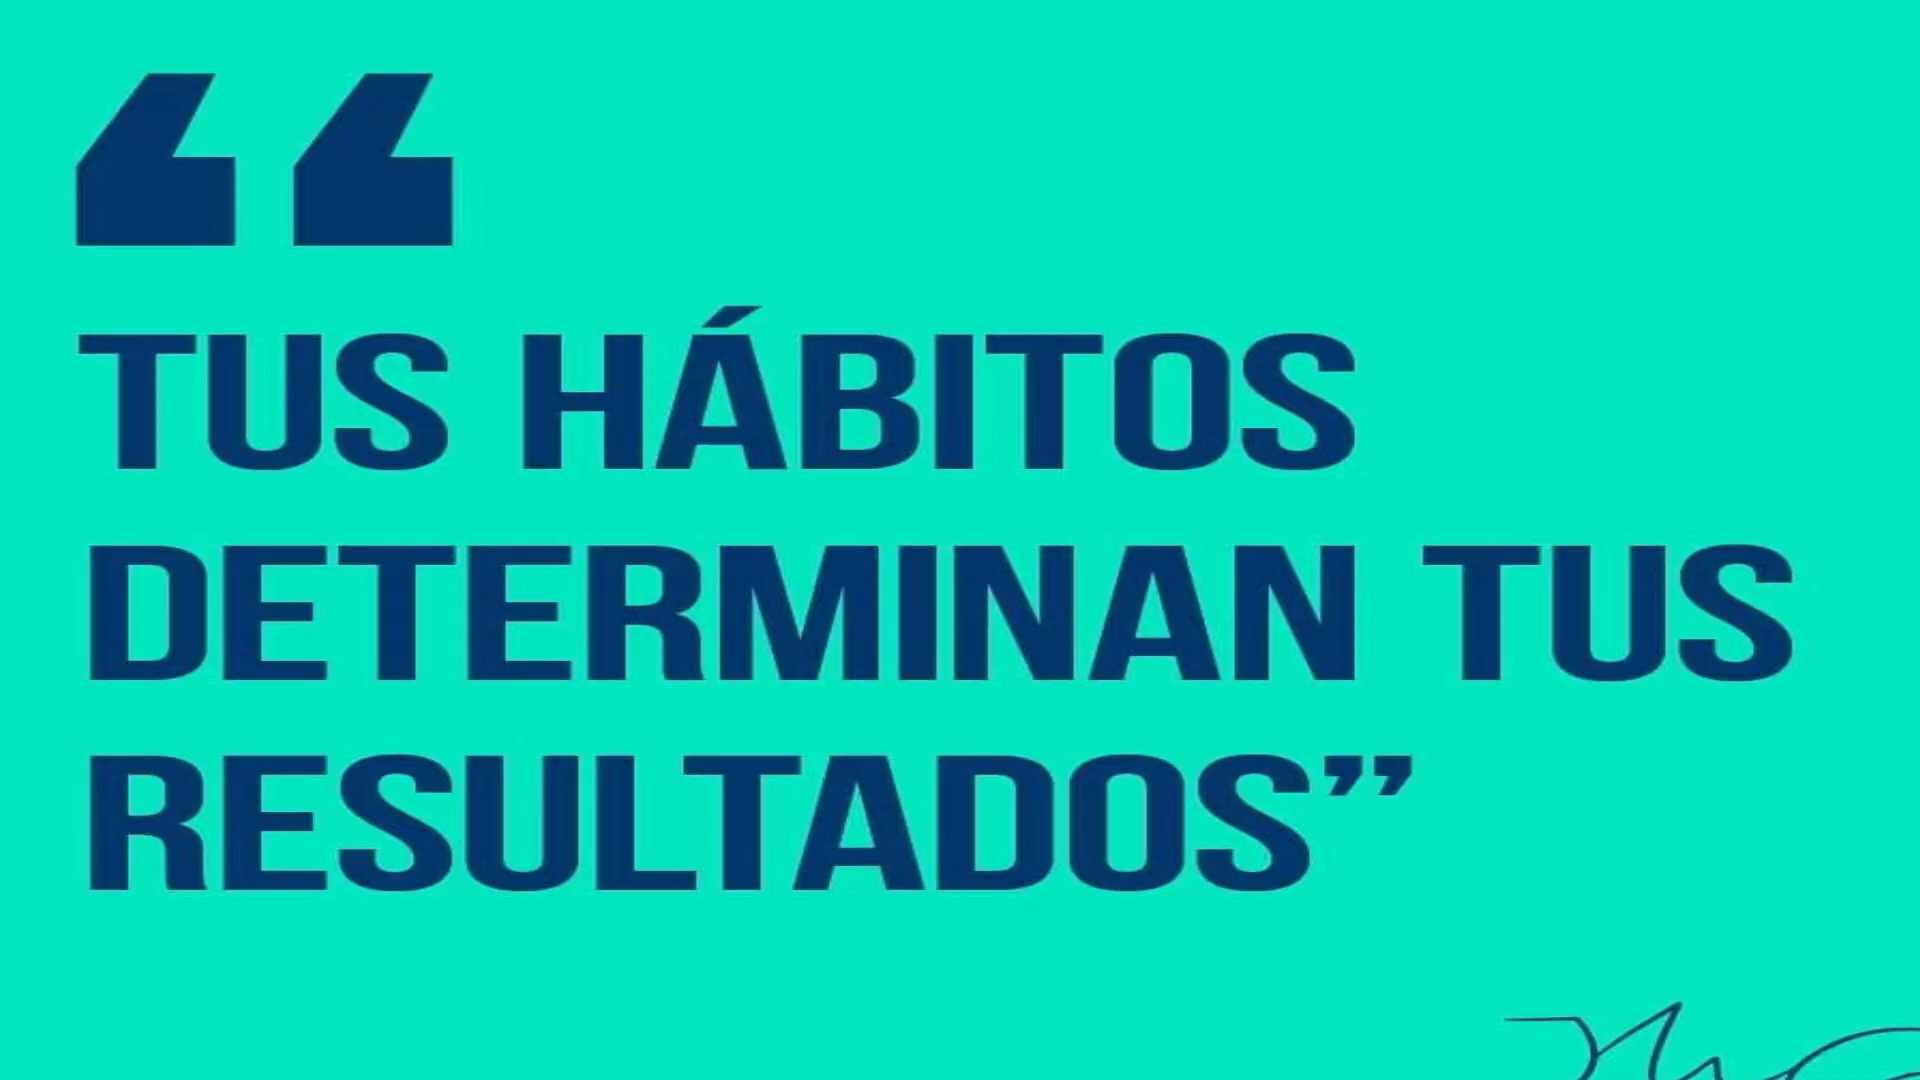 “
TUS HÁBITOS
DETERMINAN TUS
RESULTADOS”